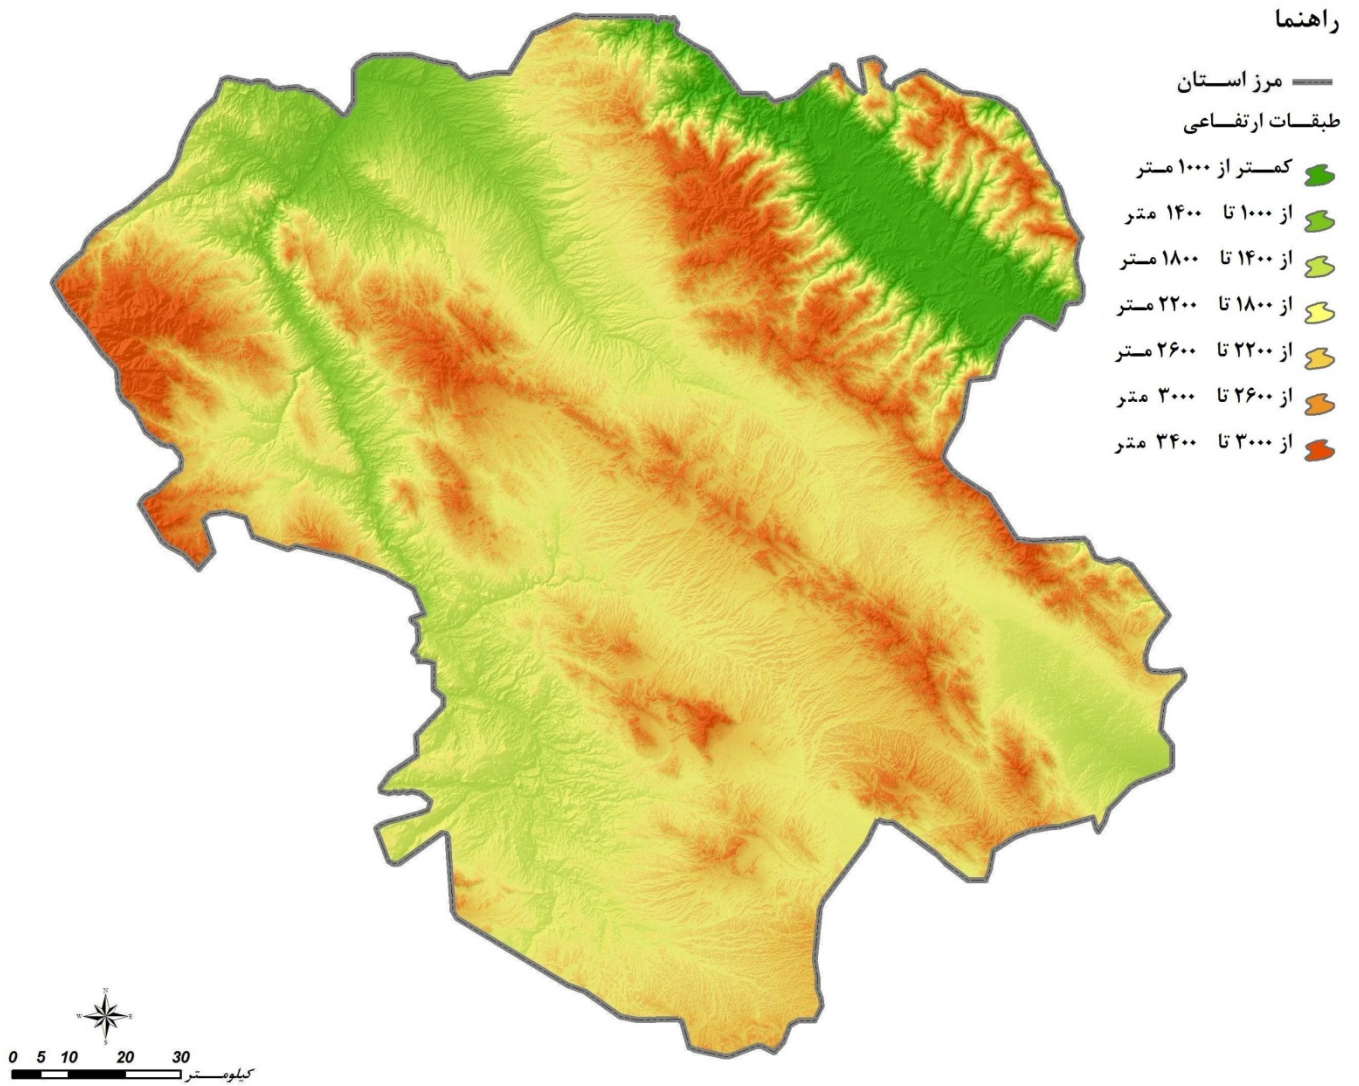 راهنما
مرز استان
طبقات ارتفاعی
کمتر از ۱۰۰۰ متر
از ۱۰۰۰ تا ۱۴۰۰ متر
از ۱۴۰۰ تا ۱۸۰۰ متر
از ۱۸۰۰ تا ۲۲۰۰ متر
از ۲۲۰۰ تا ۲۶۰۰ متر
از ۲۶۰۰ تا ۳۰۰۰ متر
از ۳۰۰۰ تا ۳۴۰۰ متر
N
W E
S
0 5 10 20 30
کیلومتر